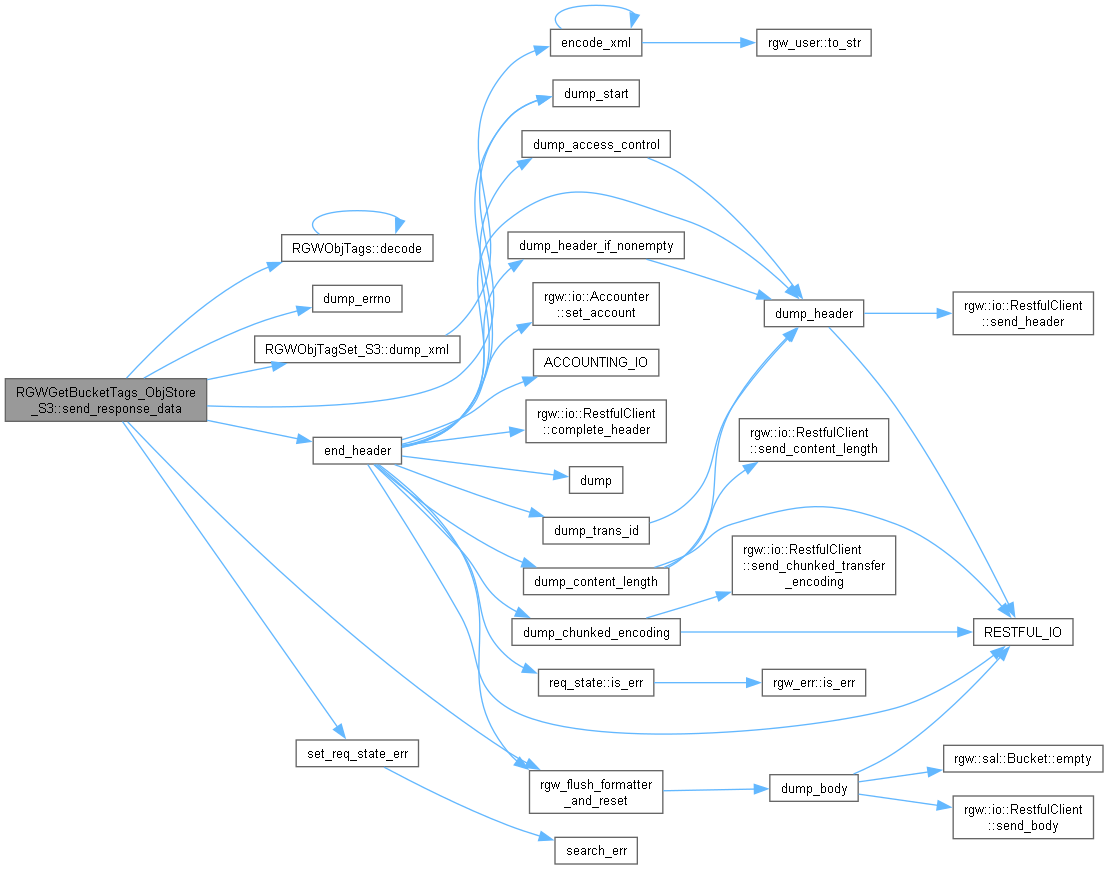 encode_xml
rgw_user::to_str
dump_start
dump_access_control
RGWObjTags::decode
dump_header_if_nonempty
dump_errno
rgw::io::Accounter
::set_account
dump_header
rgw::io::RestfulClient
::send_header
RGWObjTagSet_S3::dump_xml
ACCOUNTING_IO
RGWGetBucketTags_ObjStore
_S3::send_response_data
rgw::io::RestfulClient
::complete_header
end_header
rgw::io::RestfulClient
::send_content_length
dump
dump_trans_id
rgw::io::RestfulClient
::send_chunked_transfer
_encoding
dump_content_length
dump_chunked_encoding
RESTFUL_IO
req_state::is_err
rgw_err::is_err
set_req_state_err
rgw_flush_formatter
_and_reset
dump_body
rgw::sal::Bucket::empty
rgw::io::RestfulClient
::send_body
search_err